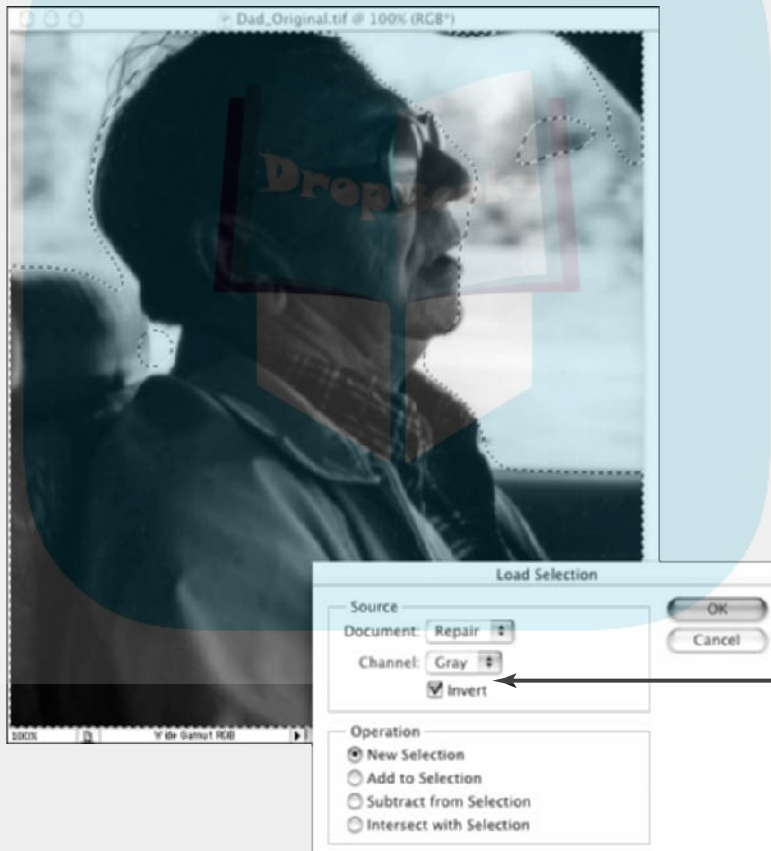 Dad_Original.tif @ 100% (RGB*)
Load Selection
Source
Document: Repair
Channel: Gray
Invert
OK
Cancel
Operation
New Selection
Add to Selection
Subtract from Selection
Intersect with Selection
100%
Wide Gamut RGB